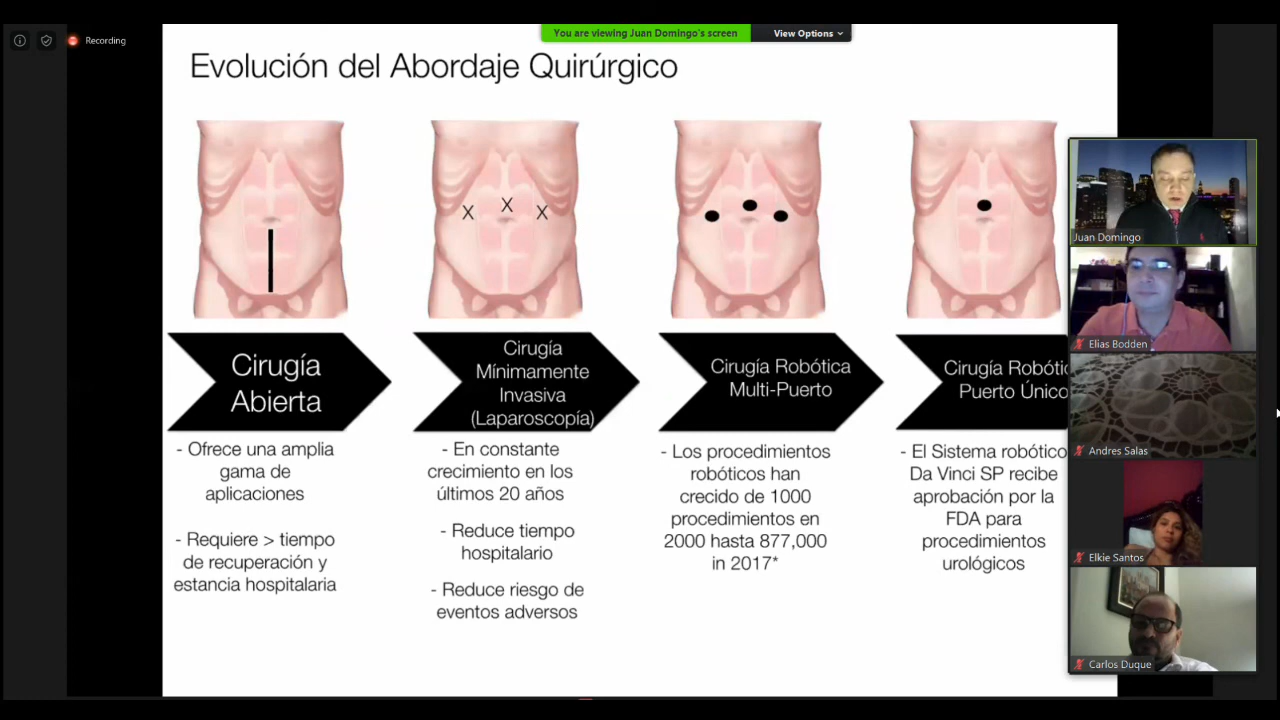 Recording
You are viewing Juan Domingo's screen
View Options
Evolución del Abordaje Quirúrgico
X X X
Cirugía
Abierta
- Ofrece una amplia
gama de
aplicaciones
- Requiere > tiempo
de recuperación y
estancia hospitalaria
Cirugía
Mínimamente
Invasiva
(Laparoscopía)
- En constante
crecimiento en los
últimos 20 años
- Reduce tiempo
hospitalario
- Reduce riesgo de
eventos adversos
Cirugía Robótica
Multi-Puerto
- Los procedimientos
robóticos han
crecido de 1000
procedimientos en
2000 hasta 877,000
in 2017*
Cirugía Robótic
Puerto Único
- El Sistema robótico
Da Vinci SP recibe
aprobación por la
FDA para
procedimientos
urológicos
Juan Domingo
Elias Bodden
Andres Salas
Elkie Santos
Carlos Duque